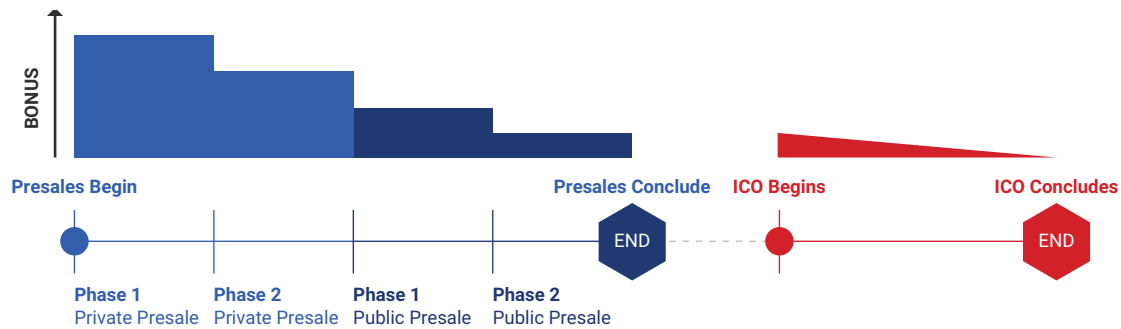 BONUS
Presales Begin
Presales Conclude
ICO Begins
ICO Concludes
END
END
Phase 1
Private Presale
Phase 2
Private Presale
Phase 1
Public Presale
Phase 2
Public Presale